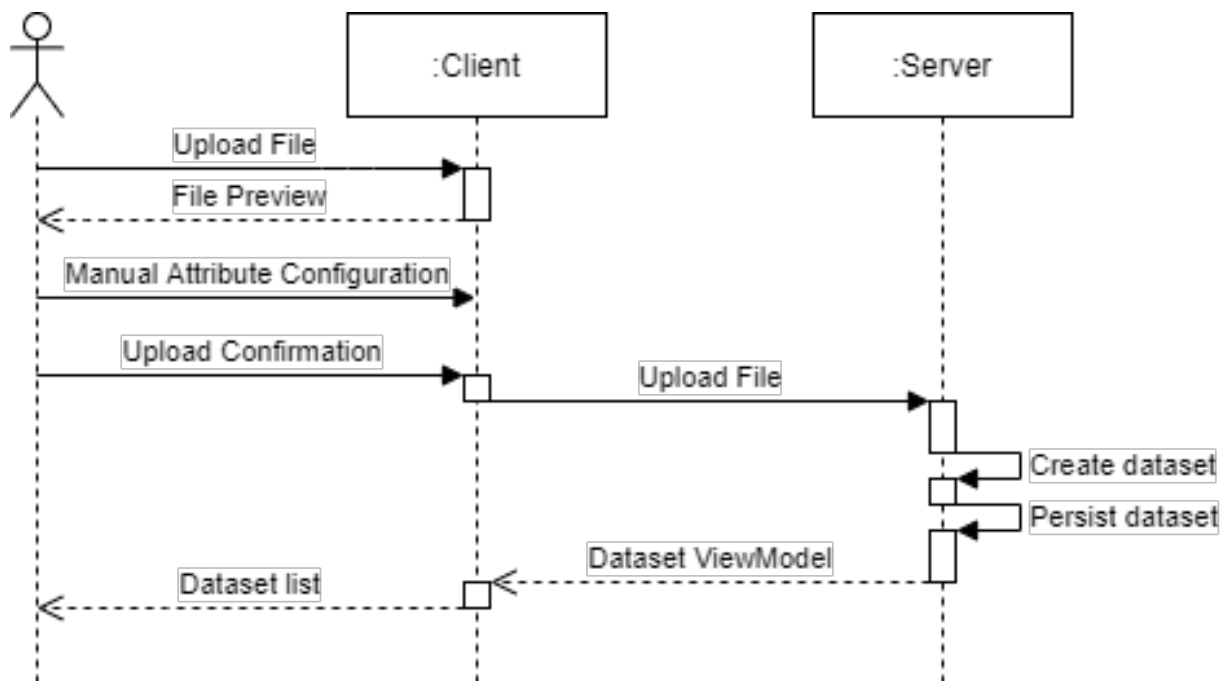 :Client
:Server
Upload File
File Preview
Manual Attribute Configuration
Upload Confirmation
Upload File
Create dataset
Persist dataset
Dataset ViewModel
Dataset list